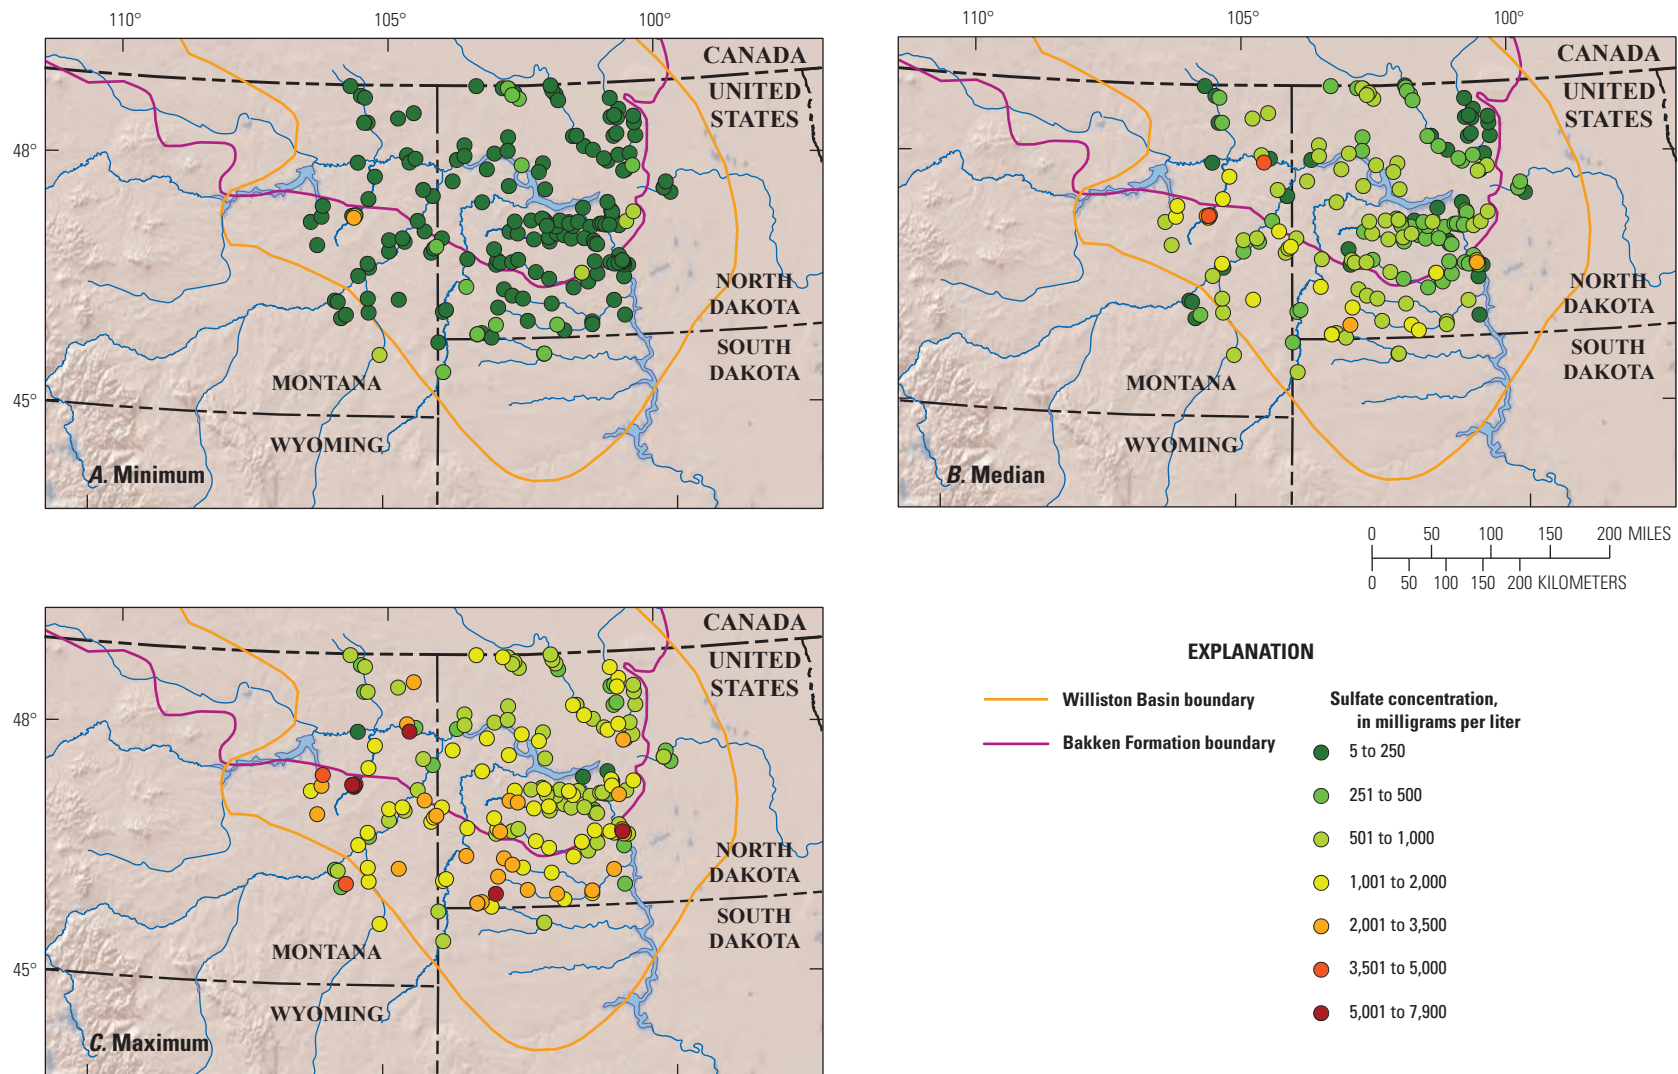 110°
105°
100°
CANADA
UNITED
STATES
48°
NORTH
DAKOTA
SOUTH
DAKOTA
MONTANA
45°
WYOMING
A. Minimum
110°
105°
100°
CANADA
UNITED
STATES
48°
NORTH
DAKOTA
SOUTH
DAKOTA
MONTANA
45°
WYOMING
B. Median
0 50 100 150 200 MILES
0 50 100 150 200 KILOMETERS
110°
105°
100°
CANADA
UNITED
STATES
48°
NORTH
DAKOTA
SOUTH
DAKOTA
MONTANA
45°
WYOMING
C. Maximum
EXPLANATION
Williston Basin boundary
Bakken Formation boundary
Sulfate concentration,
in milligrams per liter
5 to 250
251 to 500
501 to 1,000
1,001 to 2,000
2,001 to 3,500
3,501 to 5,000
5,001 to 7,900